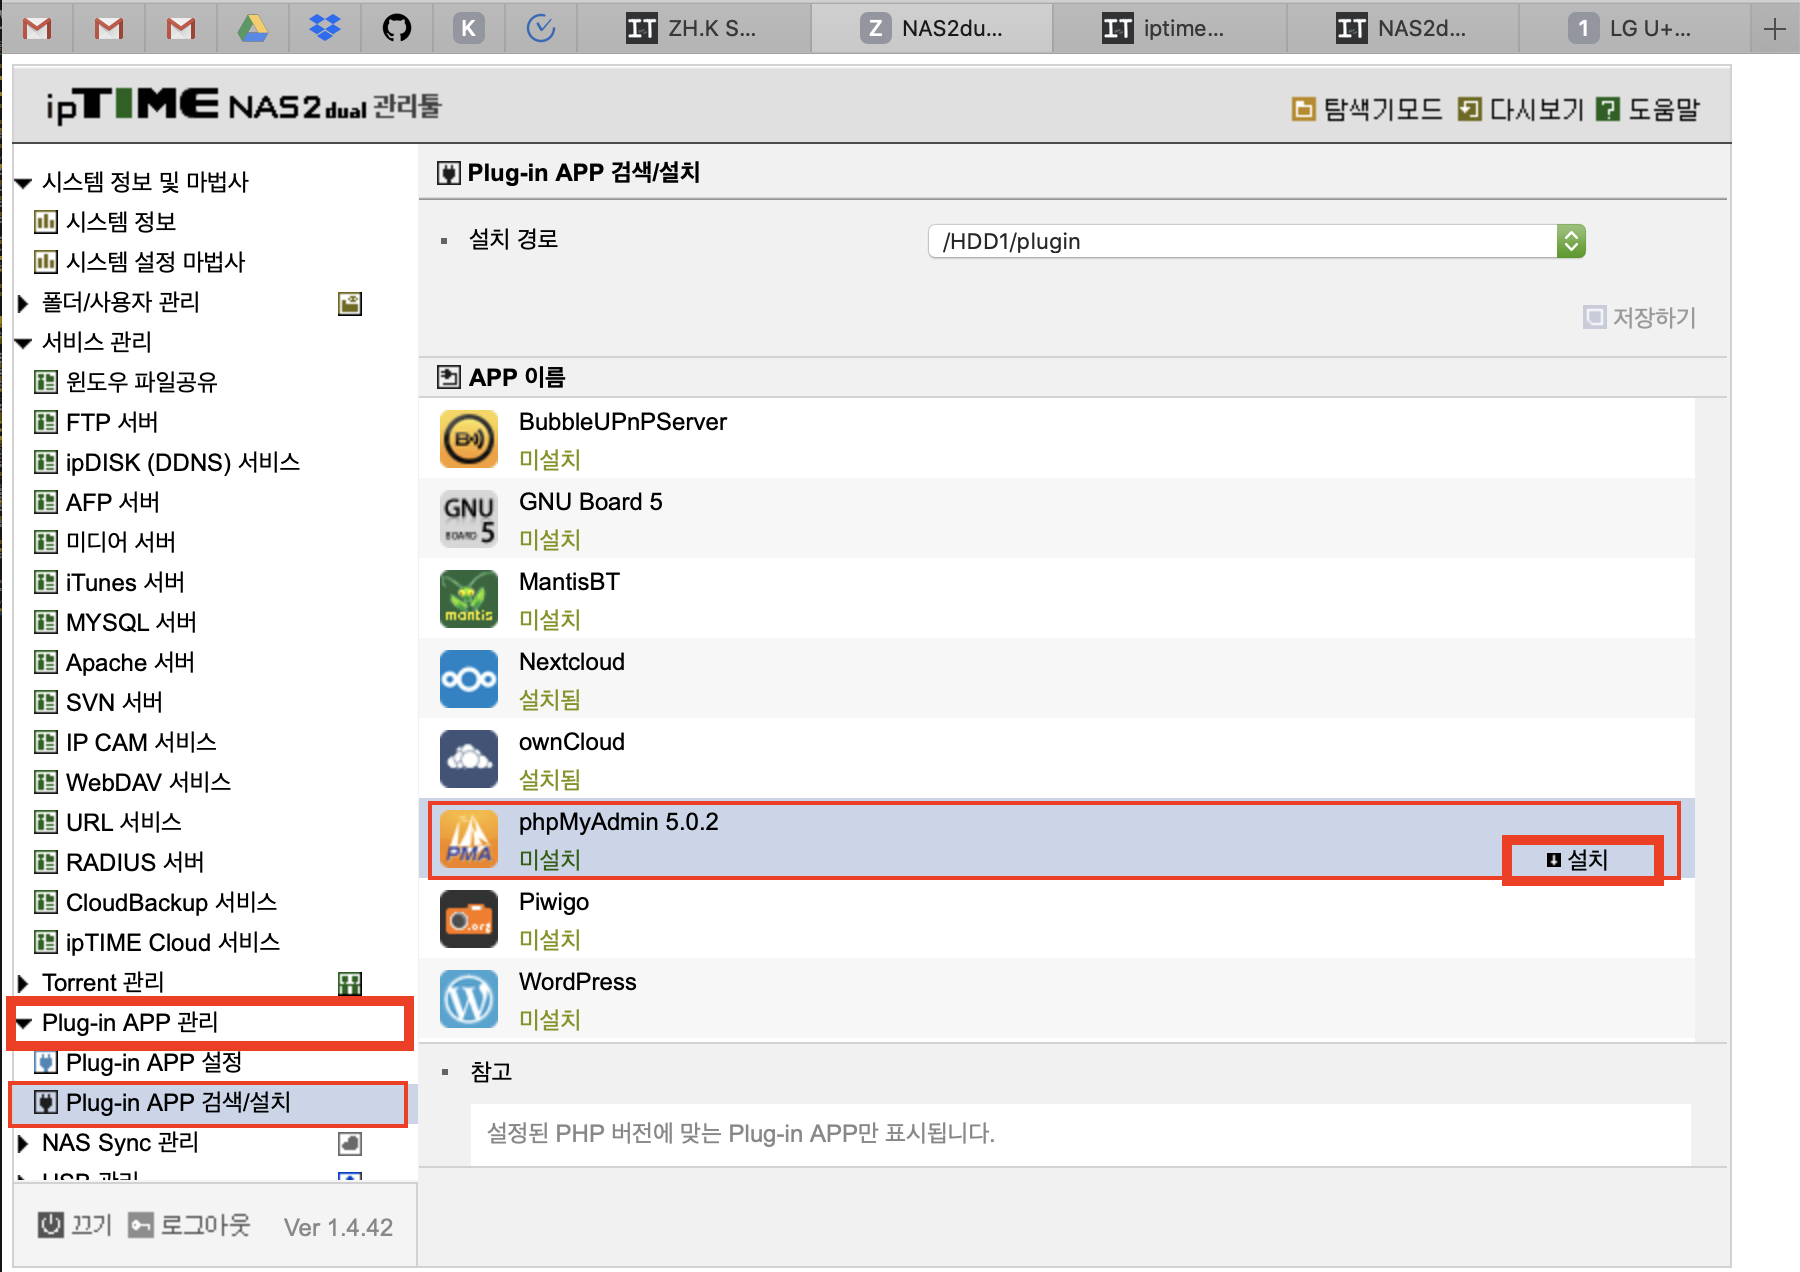 K
ZH.K S...
Z NAS2du...
iptime...
NAS2d...
1 LG U+...
ipTIME NAS2dual 관리툴
탐색기모드 다시보기 도움말
시스템 정보 및 마법사
시스템 정보
시스템 설정 마법사
폴더/사용자 관리
서비스 관리
윈도우 파일공유
FTP 서버
ipDISK (DDNS) 서비스
AFP 서버
미디어 서버
iTunes 서버
MYSQL 서버
Apache 서버
SVN 서버
IP CAM 서비스
WebDAV 서비스
URL 서비스
RADIUS 서버
CloudBackup 서비스
ipTIME Cloud 서비스
Torrent 관리
Plug-in APP 관리
Plug-in APP 설정
Plug-in APP 검색/설치
NAS Sync 관리
USB 관리
끄기 로그아웃 Ver 1.4.42
Plug-in APP 검색/설치
설치 경로 /HDD1/plugin
저장하기
APP 이름
BubbleUPnPServer
미설치
GNU Board 5
미설치
MantisBT
미설치
Nextcloud
설치됨
ownCloud
설치됨
phpMyAdmin 5.0.2
미설치
설치
Piwigo
미설치
WordPress
미설치
참고
설정된 PHP 버전에 맞는 Plug-in APP만 표시됩니다.